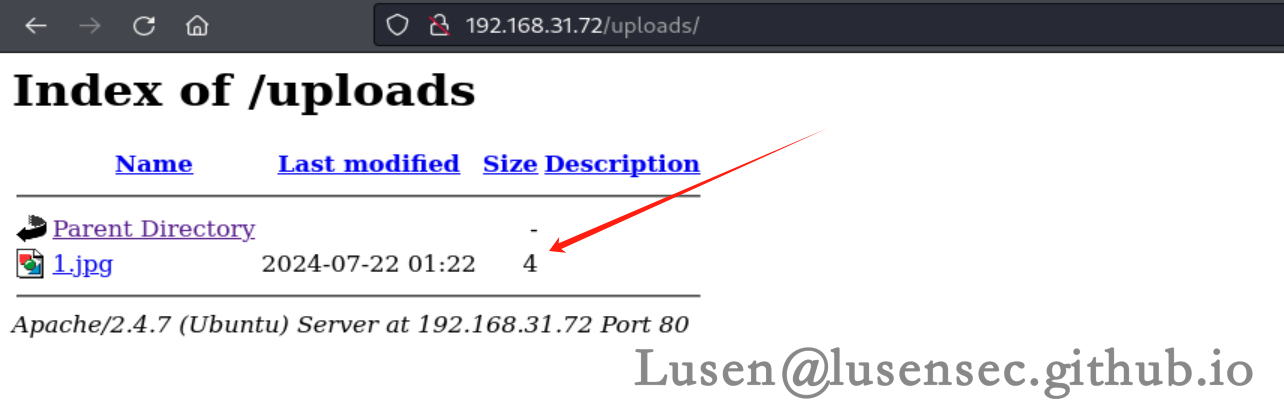 192.168.31.72/uploads/
Index of /uploads
Name Last modified Size Description
Parent Directory -
1.jpg 2024-07-22 01:22 4
Apache/2.4.7 (Ubuntu) Server at 192.168.31.72 Port 80
Lusen@lusensec.github.io